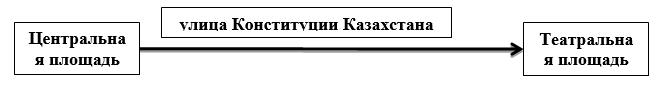 улица Конституции Казахстана
Центральна
я площадь
Театральна
я площадь